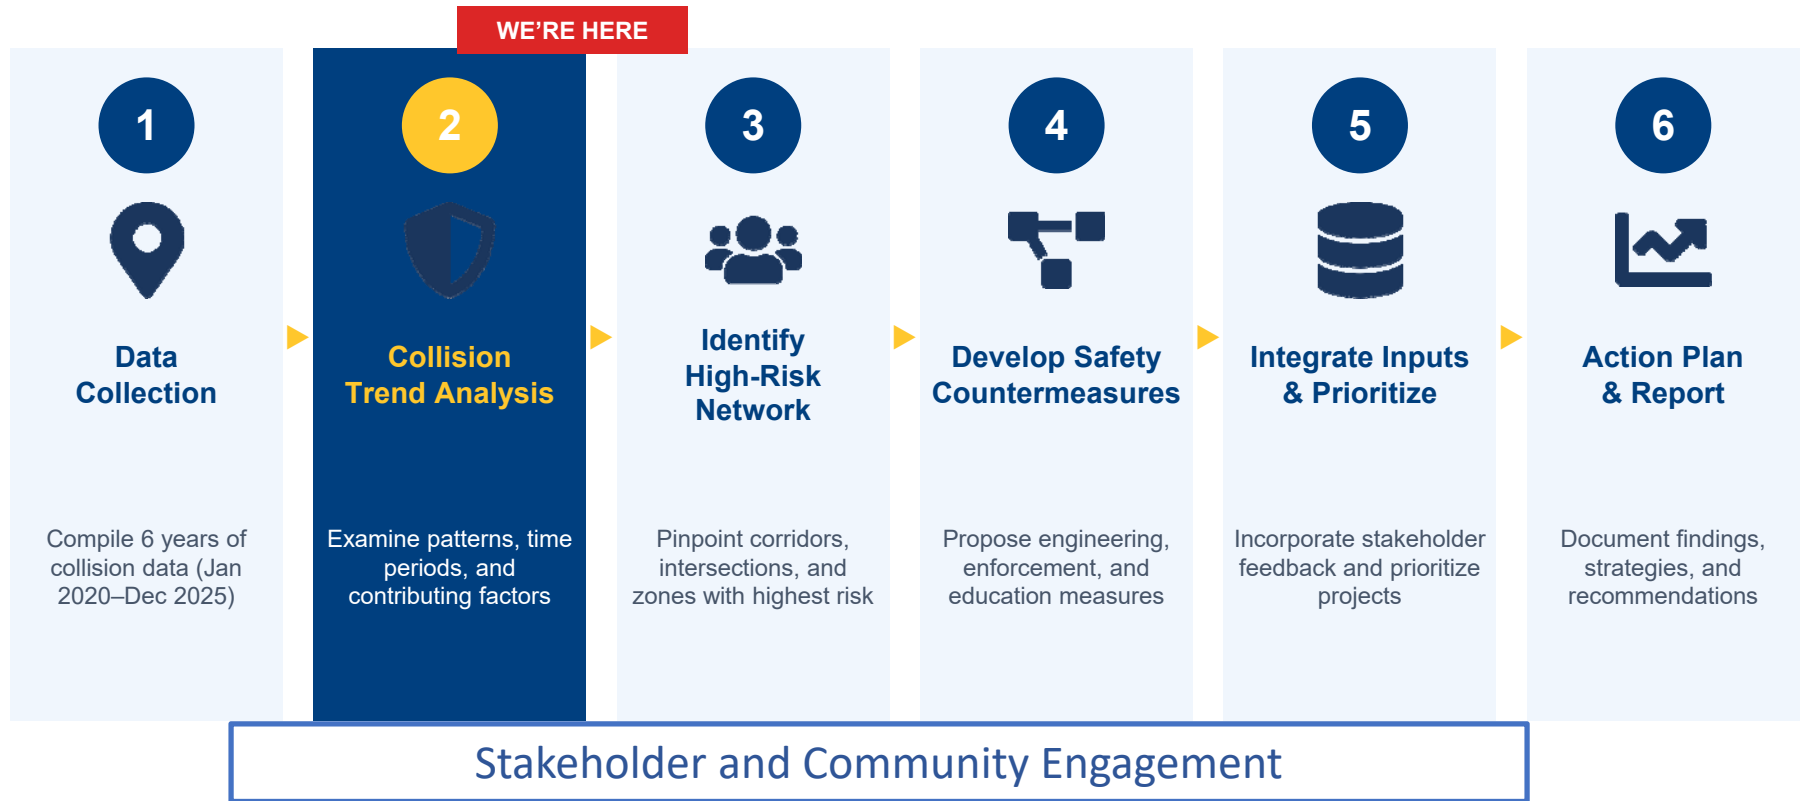 WE’RE HERE
1
Data
Collection
Compile 6 years of
collision data (Jan
2020–Dec 2025)
2
Collision
Trend Analysis
Examine patterns, time
periods, and
contributing factors
3
Identify
High-Risk
Network
Pinpoint corridors,
intersections, and
zones with highest risk
4
Develop Safety
Countermeasures
Propose engineering,
enforcement, and
education measures
5
Integrate Inputs
& Prioritize
Incorporate stakeholder
feedback and prioritize
projects
6
Action Plan
& Report
Document findings,
strategies, and
recommendations
Stakeholder and Community Engagement